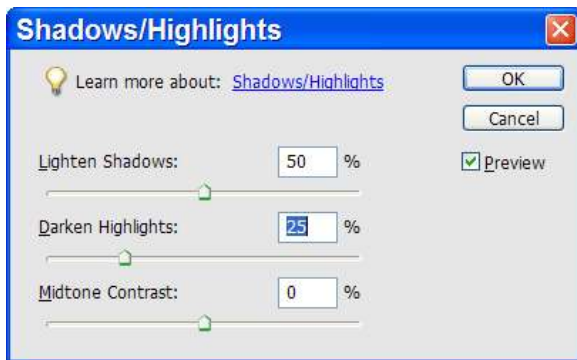 Shadows/Highlights
Learn more about: Shadows/Highlights
OK
Cancel
Lighten Shadows: 50 %
Preview
Darken Highlights: 25 %
Midtone Contrast: 0 %